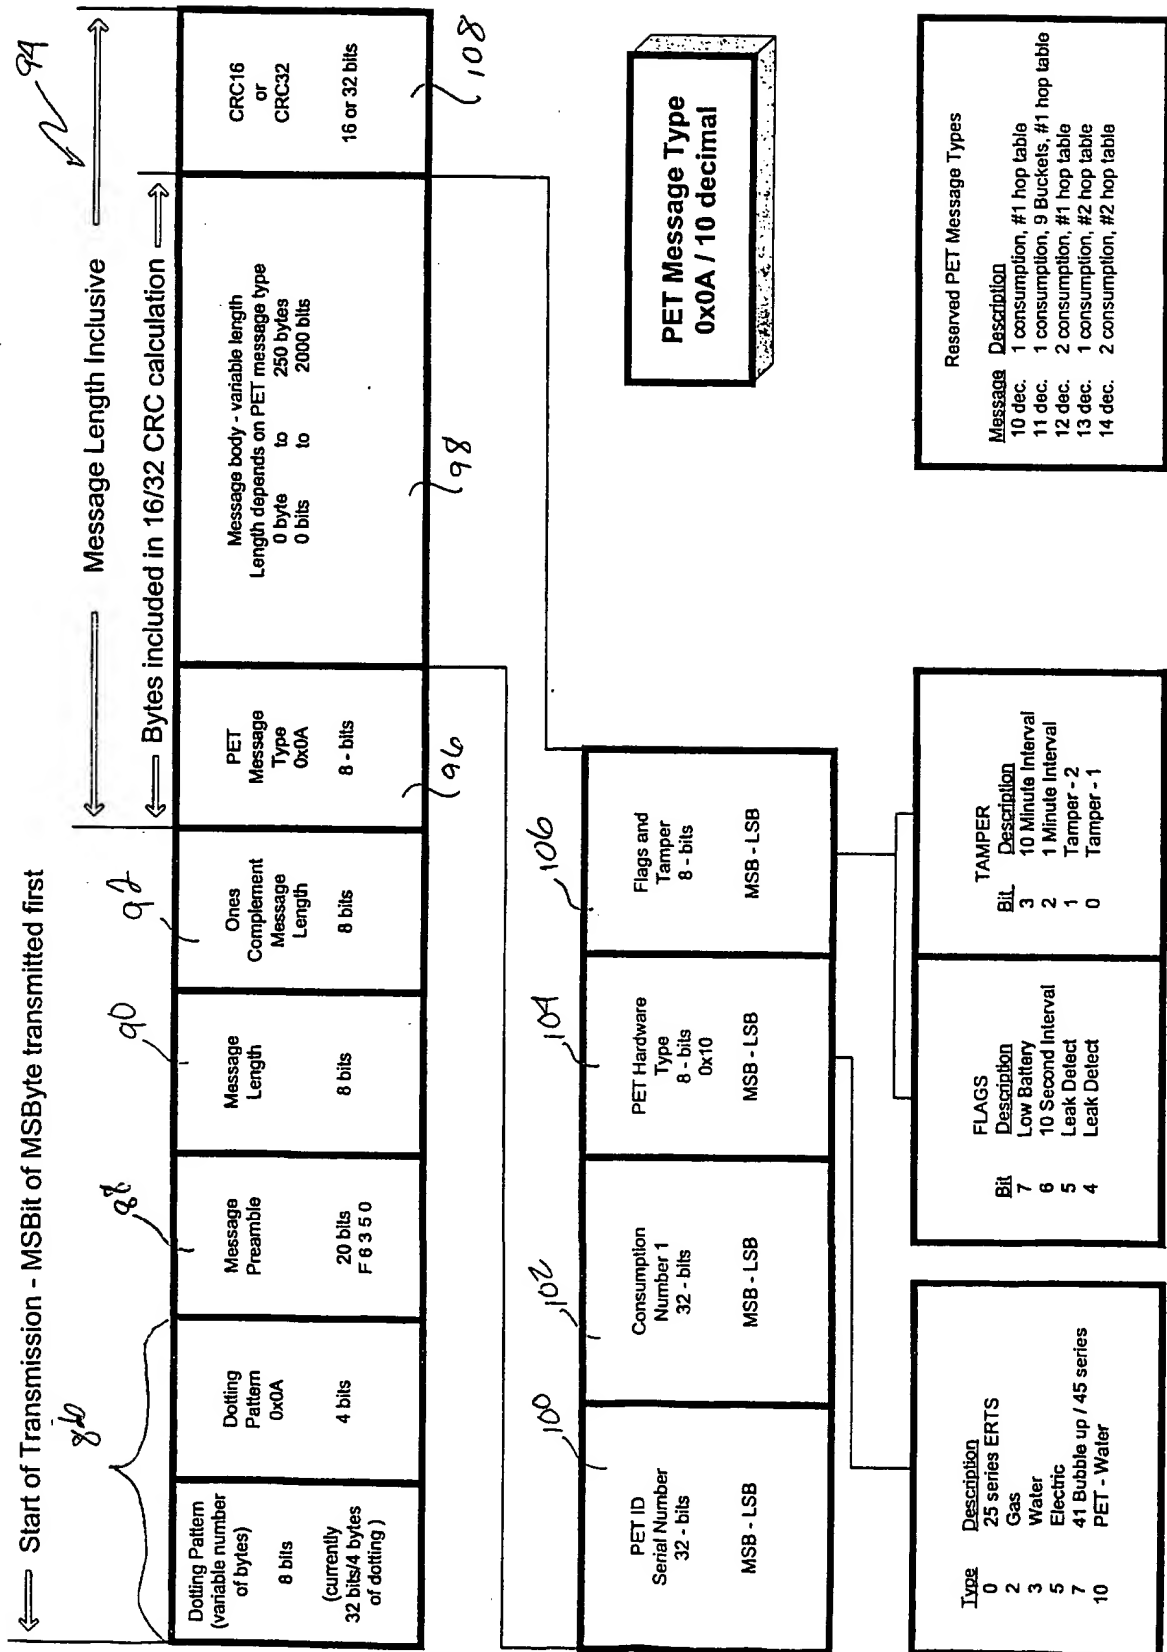 Start of Transmission - MSBit of MSByte transmitted first
94
Message Length Inclusive
Bytes included in 16/32 CRC calculation
86
88
90
92
Dotting Pattern
(variable number
of bytes)
8 bits
(currently
32 bits/4 bytes
of dotting )
Dotting
Pattern
0x0A
4 bits
Message
Preamble
20 bits
F 6 3 5 0
Message
Length
8 bits
Ones
Complement
Message
Length
8 bits
PET
Message
Type
0x0A
8 - bits
Message body - variable length
Length depends on PET message type
0 byte to 250 bytes
0 bits to 2000 bits
CRC16
or
CRC32
16 or 32 bits
96
98
108
100
102
104
106
PET ID
Serial Number
32 - bits
MSB - LSB
Consumption
Number 1
32 - bits
MSB - LSB
PET Hardware
Type
8 - bits
0x10
MSB - LSB
Flags and
Tamper
8 - bits
MSB - LSB
PET Message Type
0x0A / 10 decimal
Type Description
0 25 series ERTS
2 Gas
3 Water
5 Electric
7 41 Bubble up / 45 series
10 PET - Water
FLAGS
Bit Description
7 Low Battery
6 10 Second Interval
5 Leak Detect
4 Leak Detect
TAMPER
Bit Description
3 10 Minute Interval
2 1 Minute Interval
1 Tamper - 2
0 Tamper - 1
Reserved PET Message Types
Message Description
10 dec. 1 consumption, #1 hop table
11 dec. 1 consumption, 9 Buckets, #1 hop table
12 dec. 2 consumption, #1 hop table
13 dec. 1 consumption, #2 hop table
14 dec. 2 consumption, #2 hop table